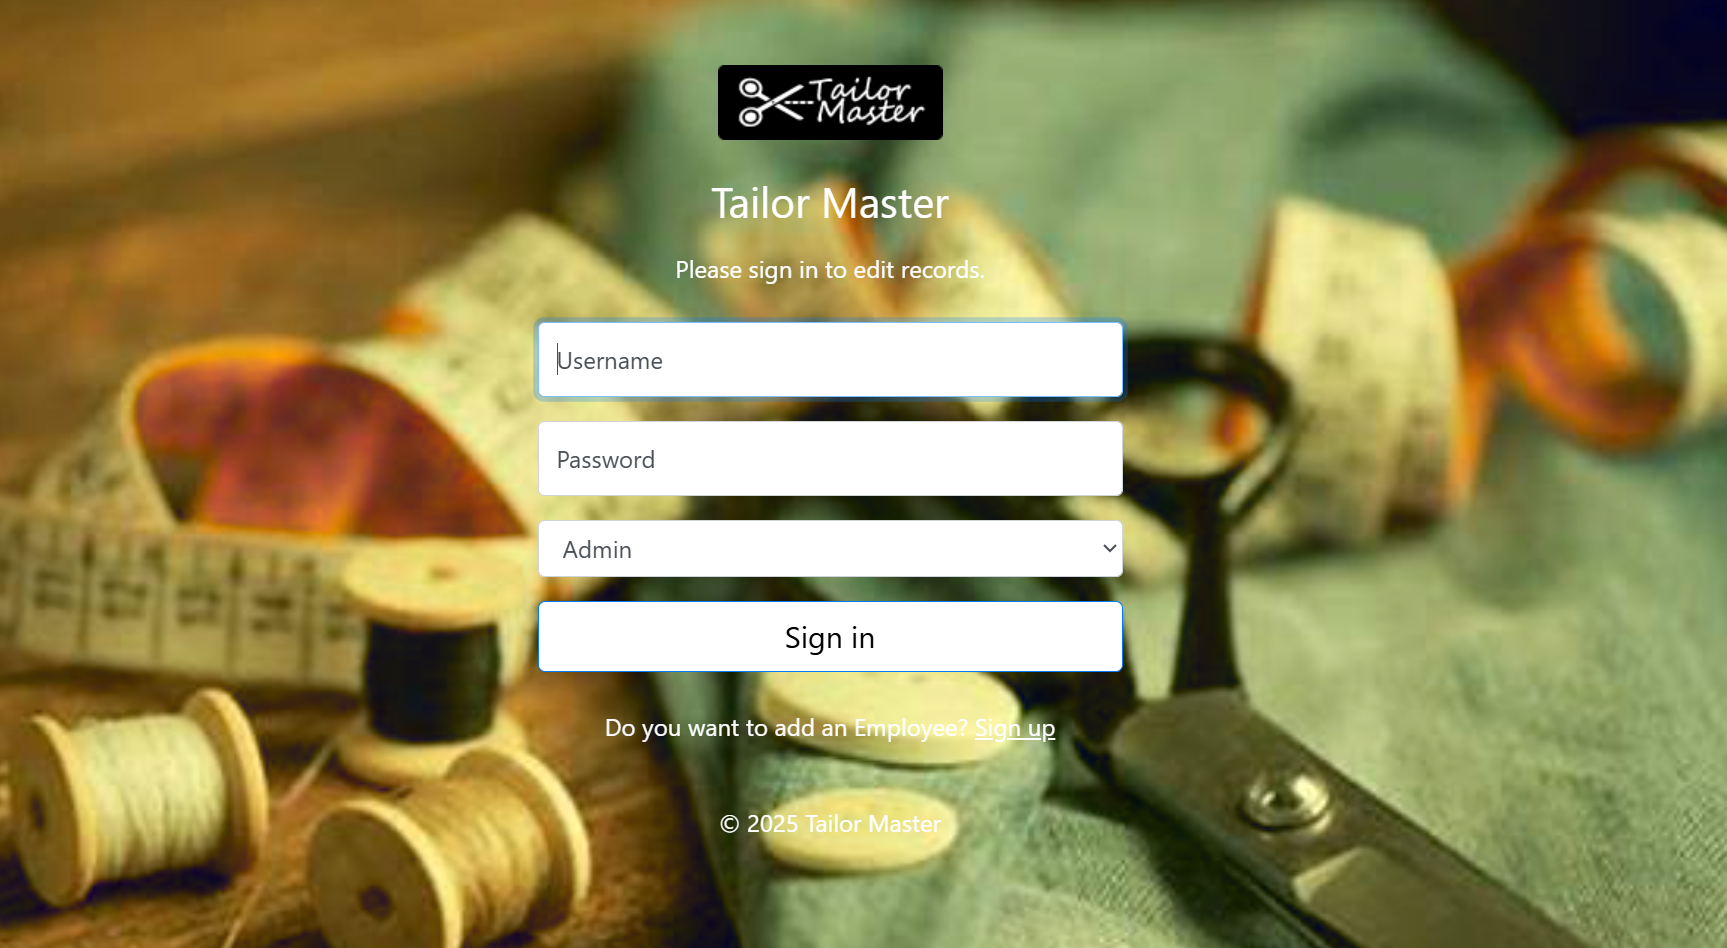 Tailor
Master
Tailor Master
Please sign in to edit records.
Username
Password
Admin
Sign in
Do you want to add an Employee? Sign up
© 2025 Tailor Master